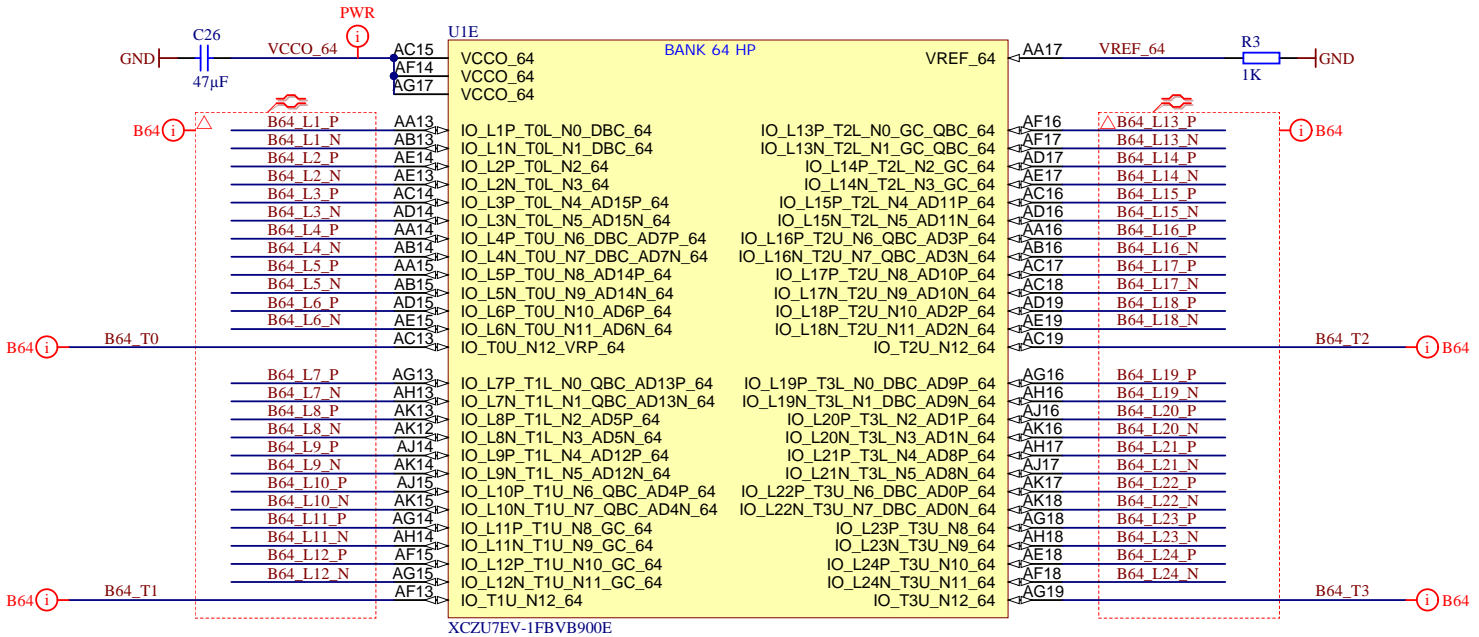 PWR
C26
U1E
BANK 64 HP
R3
GND VCCO_64 AC15 VCCO_64 VREF_64 AA17 VREF_64 GND
47µF AF14 VCCO_64 1K
AG17 VCCO_64
B64 B64_L1_P AA13 IO_L1P_T0L_N0_DBC_64 IO_L13P_T2L_N0_GC_QBC_64 AF16 B64_L13_P B64
B64_L1_N AB13 IO_L1N_T0L_N1_DBC_64 IO_L13N_T2L_N1_GC_QBC_64 AF17 B64_L13_N
B64_L2_P AE14 IO_L2P_T0L_N2_64 IO_L14P_T2L_N2_GC_64 AD17 B64_L14_P
B64_L2_N AE13 IO_L2N_T0L_N3_64 IO_L14N_T2L_N3_GC_64 AE17 B64_L14_N
B64_L3_P AC14 IO_L3P_T0L_N4_AD15P_64 IO_L15P_T2L_N4_AD11P_64 AC16 B64_L15_P
B64_L3_N AD14 IO_L3N_T0L_N5_AD15N_64 IO_L15N_T2L_N5_AD11N_64 AD16 B64_L15_N
B64_L4_P AA14 IO_L4P_T0U_N6_DBC_AD7P_64 IO_L16P_T2U_N6_QBC_AD3P_64 AA16 B64_L16_P
B64_L4_N AB14 IO_L4N_T0U_N7_DBC_AD7N_64 IO_L16N_T2U_N7_QBC_AD3N_64 AB16 B64_L16_N
B64_L5_P AA15 IO_L5P_T0U_N8_AD14P_64 IO_L17P_T2U_N8_AD10P_64 AC17 B64_L17_P
B64_L5_N AB15 IO_L5N_T0U_N9_AD14N_64 IO_L17N_T2U_N9_AD10N_64 AC18 B64_L17_N
B64_L6_P AD15 IO_L6P_T0U_N10_AD6P_64 IO_L18P_T2U_N10_AD2P_64 AD19 B64_L18_P
B64_L6_N AE15 IO_L6N_T0U_N11_AD6N_64 IO_L18N_T2U_N11_AD2N_64 AE19 B64_L18_N
B64 B64_T0 AC13 IO_T0U_N12_VRP_64 IO_T2U_N12_64 AC19 B64_T2 B64
B64_L7_P AG13 IO_L7P_T1L_N0_QBC_AD13P_64 IO_L19P_T3L_N0_DBC_AD9P_64 AG16 B64_L19_P
B64_L7_N AH13 IO_L7N_T1L_N1_QBC_AD13N_64 IO_L19N_T3L_N1_DBC_AD9N_64 AH16 B64_L19_N
B64_L8_P AK13 IO_L8P_T1L_N2_AD5P_64 IO_L20P_T3L_N2_AD1P_64 AJ16 B64_L20_P
B64_L8_N AK12 IO_L8N_T1L_N3_AD5N_64 IO_L20N_T3L_N3_AD1N_64 AK16 B64_L20_N
B64_L9_P AJ14 IO_L9P_T1L_N4_AD12P_64 IO_L21P_T3L_N4_AD8P_64 AH17 B64_L21_P
B64_L9_N AK14 IO_L9N_T1L_N5_AD12N_64 IO_L21N_T3L_N5_AD8N_64 AJ17 B64_L21_N
B64_L10_P AJ15 IO_L10P_T1U_N6_QBC_AD4P_64 IO_L22P_T3U_N6_DBC_AD0P_64 AK17 B64_L22_P
B64_L10_N AK15 IO_L10N_T1U_N7_QBC_AD4N_64 IO_L22N_T3U_N7_DBC_AD0N_64 AK18 B64_L22_N
B64_L11_P AG14 IO_L11P_T1U_N8_GC_64 IO_L23P_T3U_N8_64 AG18 B64_L23_P
B64_L11_N AH14 IO_L11N_T1U_N9_GC_64 IO_L23N_T3U_N9_64 AH18 B64_L23_N
B64_L12_P AF15 IO_L12P_T1U_N10_GC_64 IO_L24P_T3U_N10_64 AE18 B64_L24_P
B64_L12_N AG15 IO_L12N_T1U_N11_GC_64 IO_L24N_T3U_N11_64 AF18 B64_L24_N
B64 B64_T1 AF13 IO_T1U_N12_64 IO_T3U_N12_64 AG19 B64_T3 B64
XCZU7EV-1FBVB900E